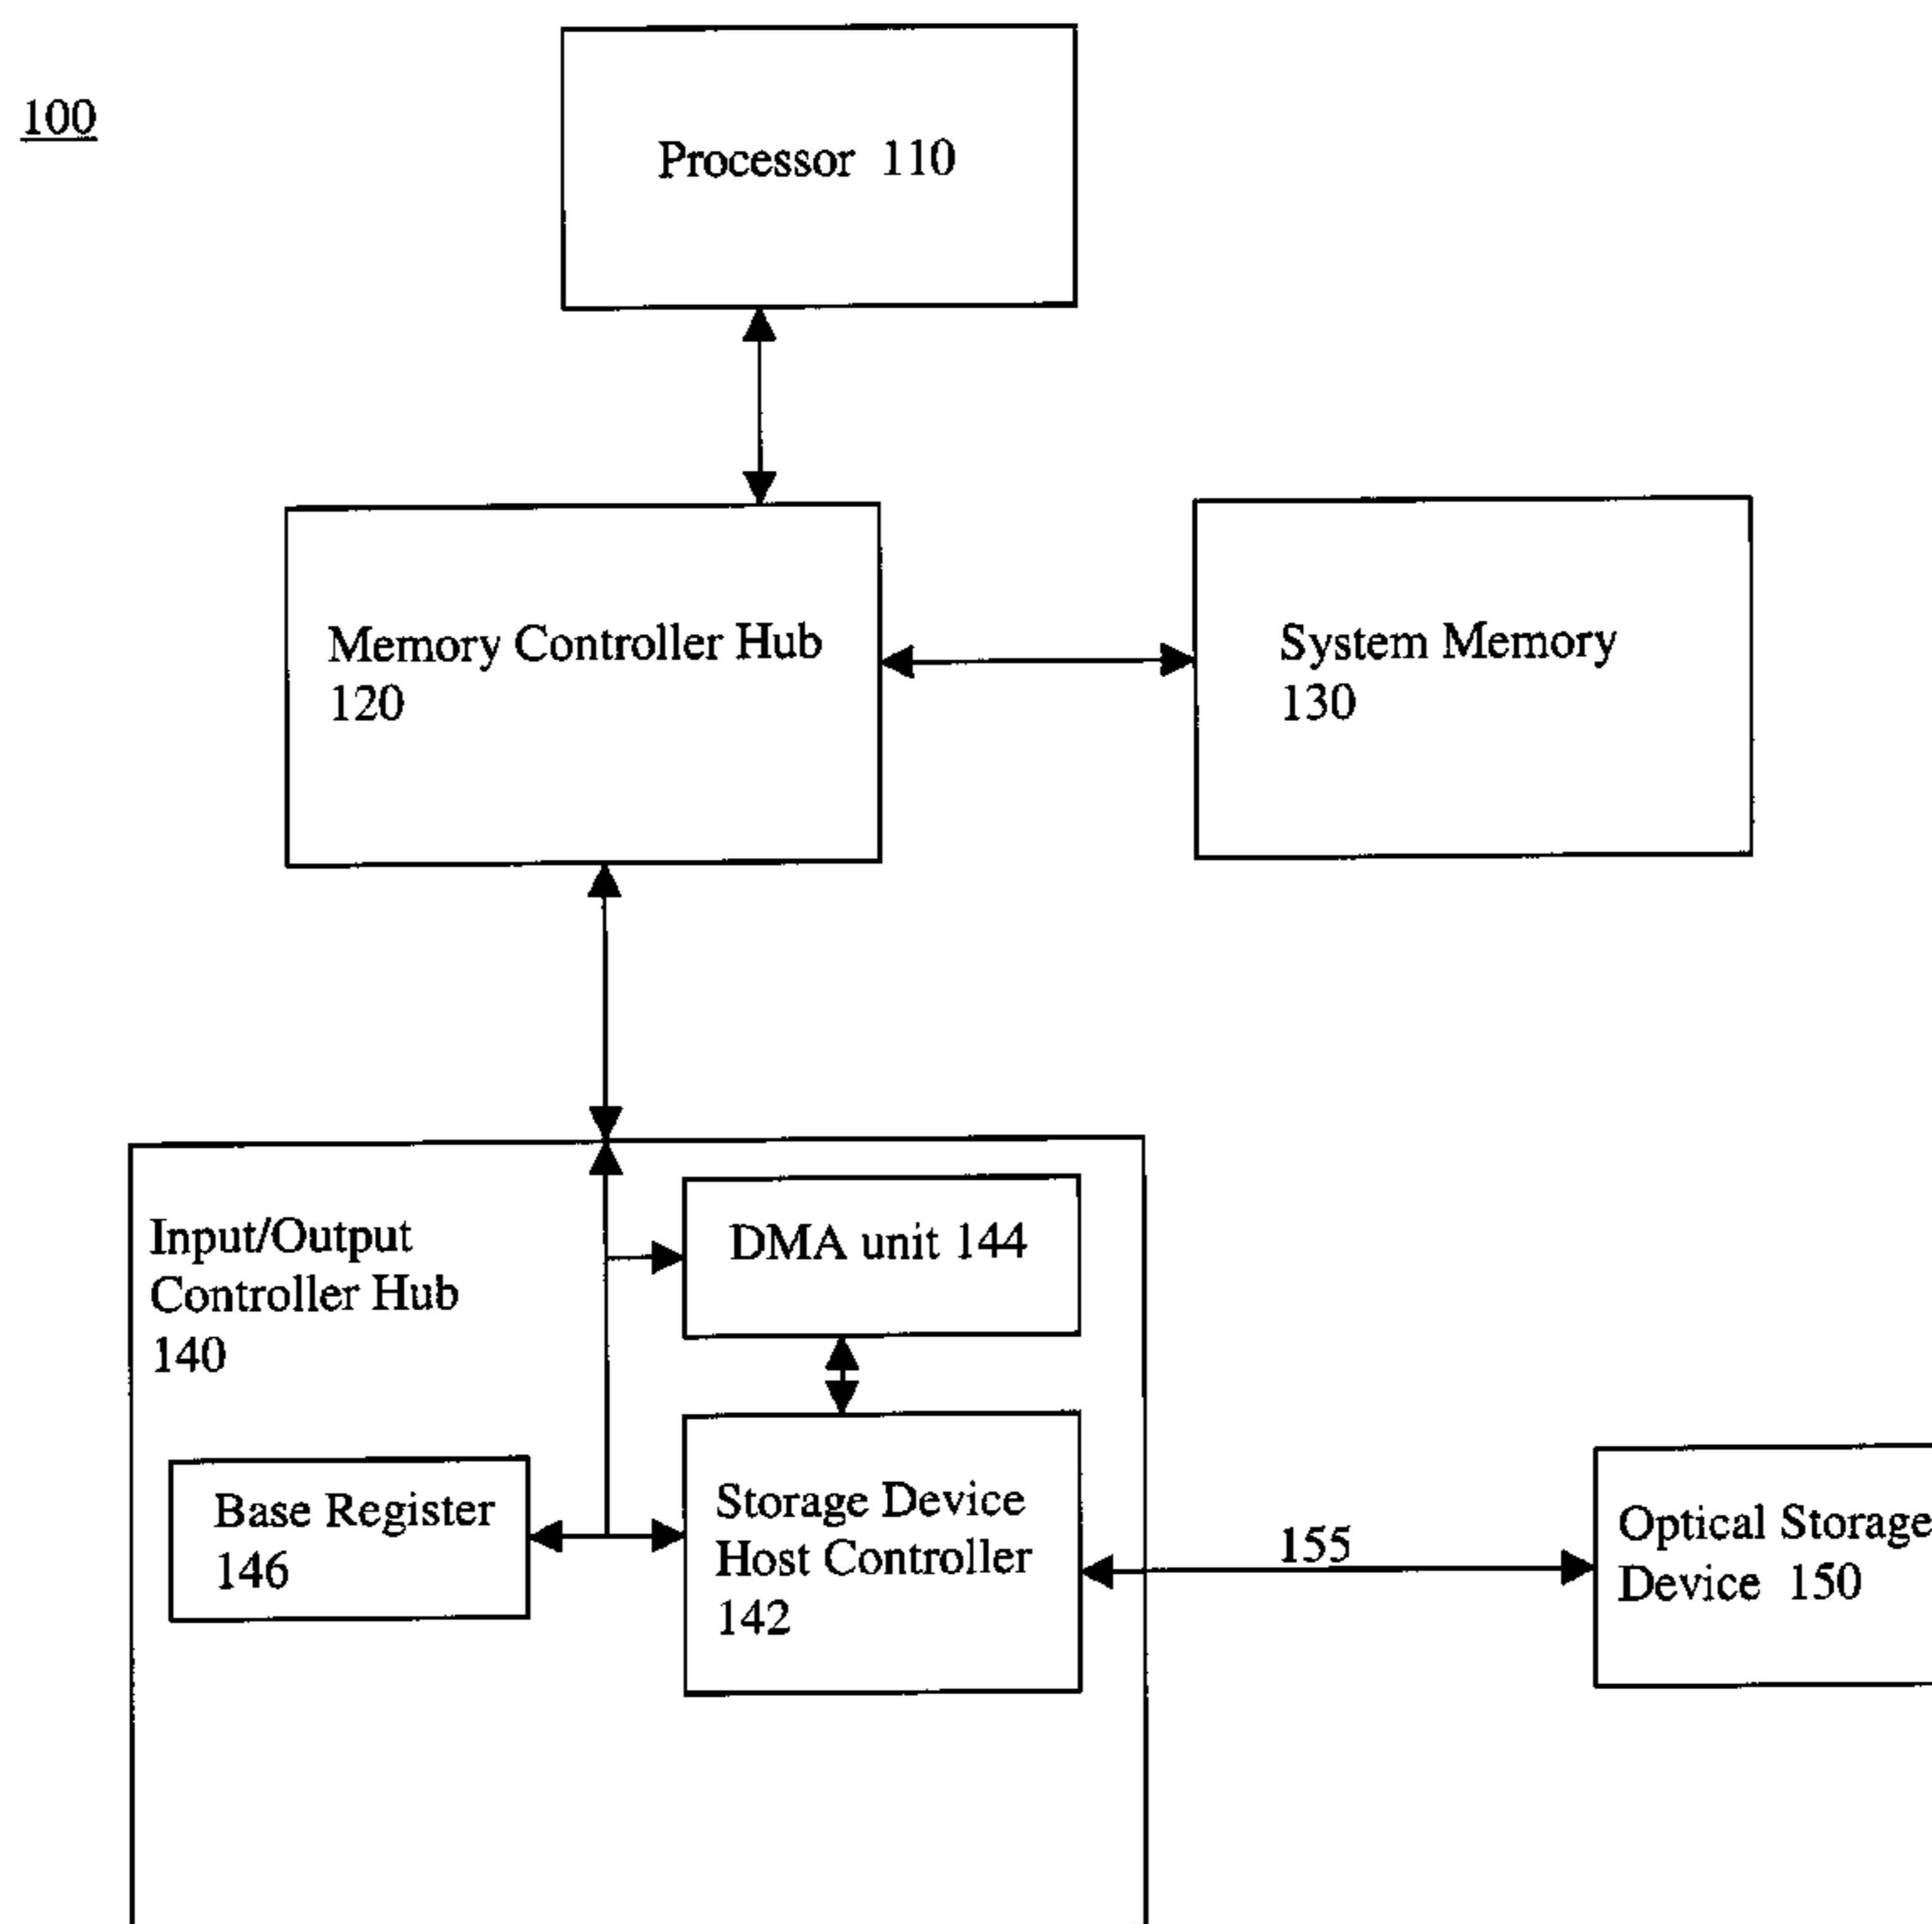 100
Processor 110
Memory Controller Hub
120
System Memory
130
Input/Output
Controller Hub
140
DMA unit 144
Base Register
146
Storage Device
Host Controller
142
155
Optical Storage
Device 150